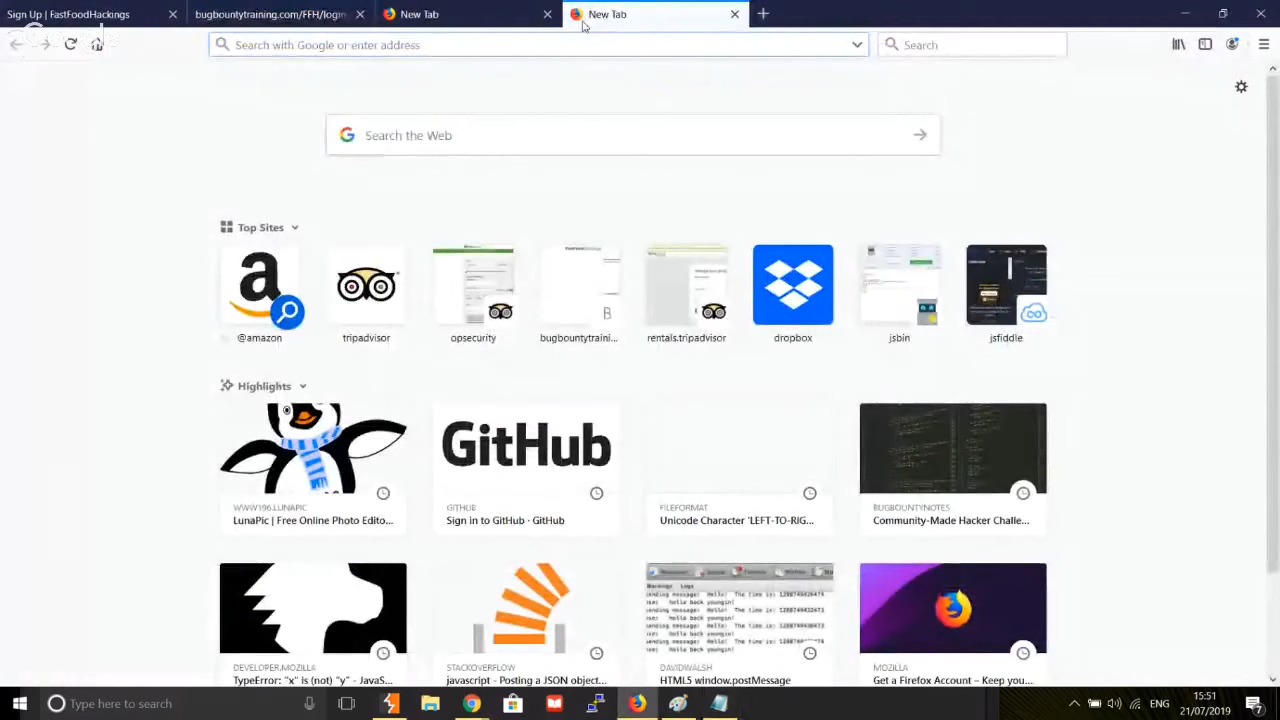 Sign Up | FastFoodHackings
bugbountytraining.com/FFH/login
New Tab
New Tab
Search with Google or enter address
Search
Search the Web
Top Sites
@amazon
tripadvisor
opsecurity
bugbountytraini...
rentals.tripadvisor
dropbox
jsbin
jsfiddle
Highlights
GitHub
WWW196.LUNAPIC
LunaPic | Free Online Photo Edito...
GITHUB
Sign in to GitHub · GitHub
FILEFORMAT
Unicode Character 'LEFT-TO-RIG...
BUGBOUNTYNOTES
Community-Made Hacker Challe...
DEVELOPER.MOZILLA
TypeError: "x" is (not) "y" - JavaS...
STACKOVERFLOW
javascript - Posting a JSON object...
DAVIDWALSH
HTML5 window.postMessage
MOZILLA
Get a Firefox Account – Keep you...
Type here to search
ENG
15:51
21/07/2019
7